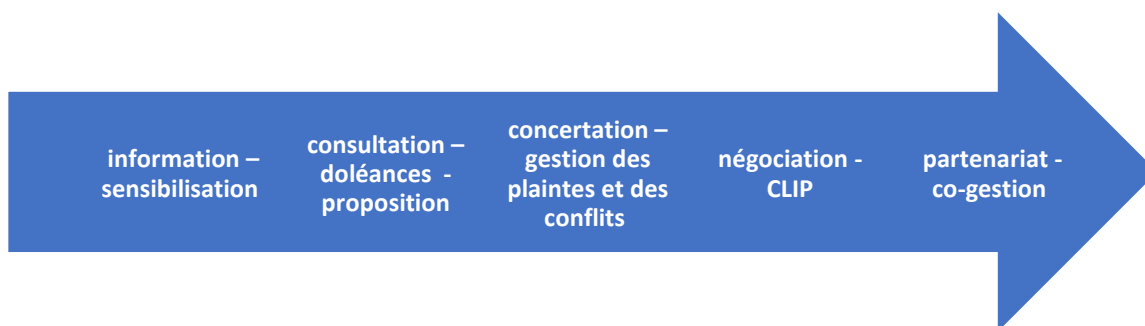 information –
sensibilisation
consultation –
doléances -
proposition
concertation –
gestion des
plaintes et des
conflits
négociation -
CLIP
partenariat -
co-gestion